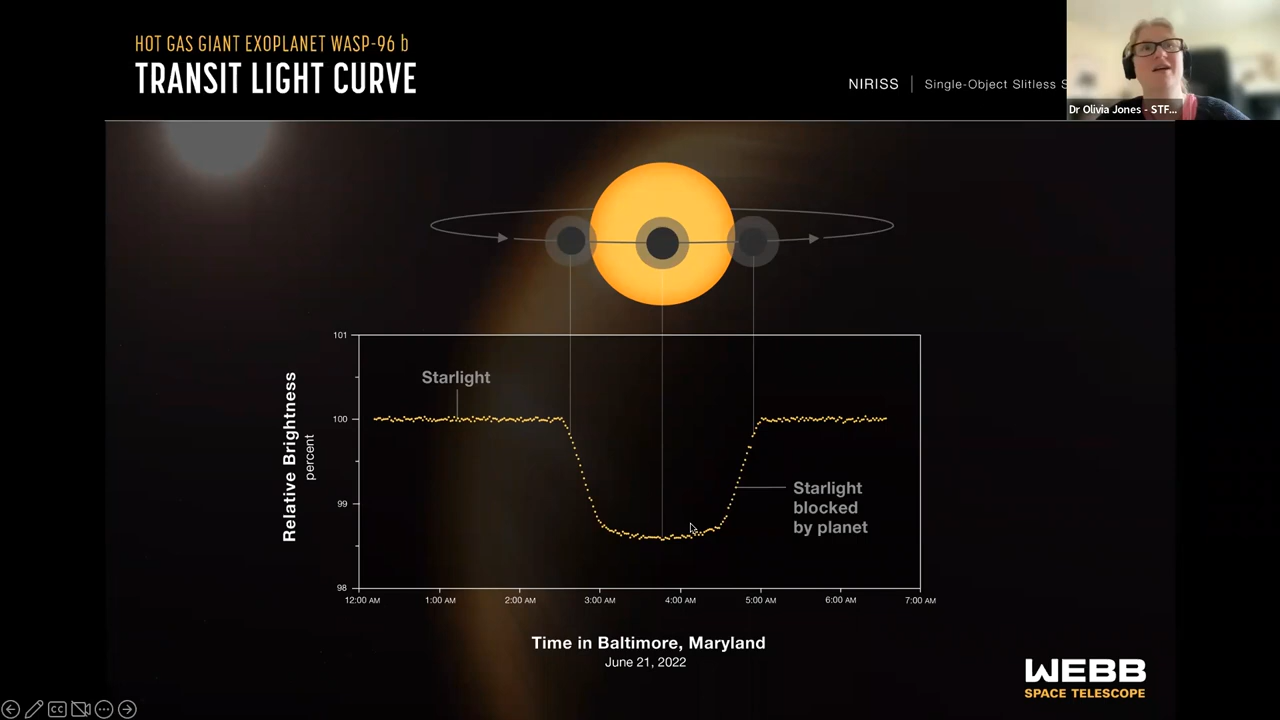 HOT GAS GIANT EXOPLANET WASP-96 b
TRANSIT LIGHT CURVE
NIRISS | Single-Object Slitless S
Dr Olivia Jones - STF...
101
Starlight
100
Relative Brightness
percent
99
Starlight
blocked
by planet
98
12:00 AM 1:00 AM 2:00 AM 3:00 AM 4:00 AM 5:00 AM 6:00 AM 7:00 AM
Time in Baltimore, Maryland
June 21, 2022
WEBB
SPACE TELESCOPE
CC